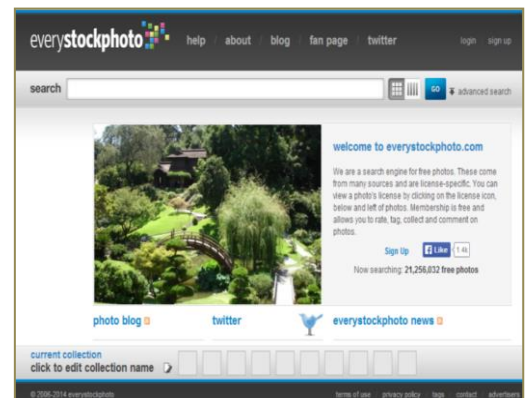 everystockphoto help / about / blog / fan page / twitter login sign up
search GO advanced search
welcome to everystockphoto.com
We are a search engine for free photos. These come
from many sources and are license-specific. You can
view a photo's license by clicking on the license icon,
below and left of photos. Membership is free and
allows you to rate, tag, collect and comment on
photos.
Sign Up Like 1.4k
Now searching: 21,256,032 free photos
photo blog twitter everystockphoto news
current collection
click to edit collection name
© 2006-2014 everystockphoto terms of use privacy policy tags contact advertisers